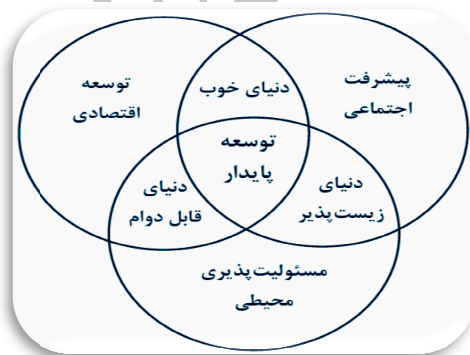 پیشرفت
اجتماعی
دنیای خوب
توسعه
اقتصادی
توسعه
پایدار
دنیای
زیست‌پذیر
دنیای
قابل دوام
مسئولیت‌پذیری
محیطی